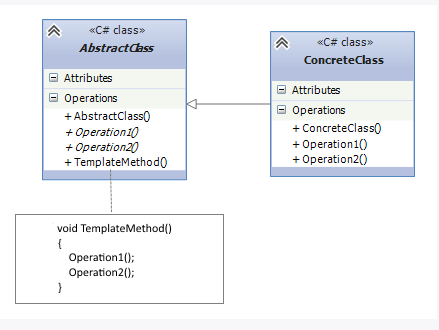 «C# class»
AbstractClass
Attributes
Operations
+ AbstractClass()
+ Operation1()
+ Operation2()
+ TemplateMethod()
«C# class»
ConcreteClass
Attributes
Operations
+ ConcreteClass()
+ Operation1()
+ Operation2()
void TemplateMethod()
{
Operation1();
Operation2();
}